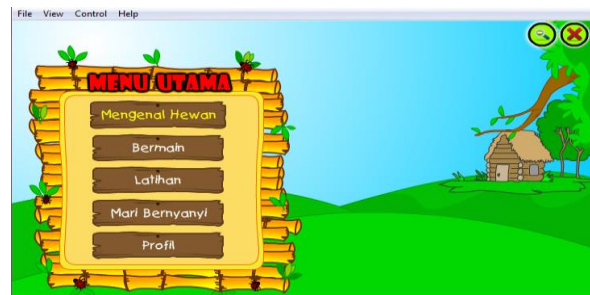 File View Control Help
MENU UTAMA
Mengenal Hewan
Bermain
Latihan
Mari Bernyanyi
Profil